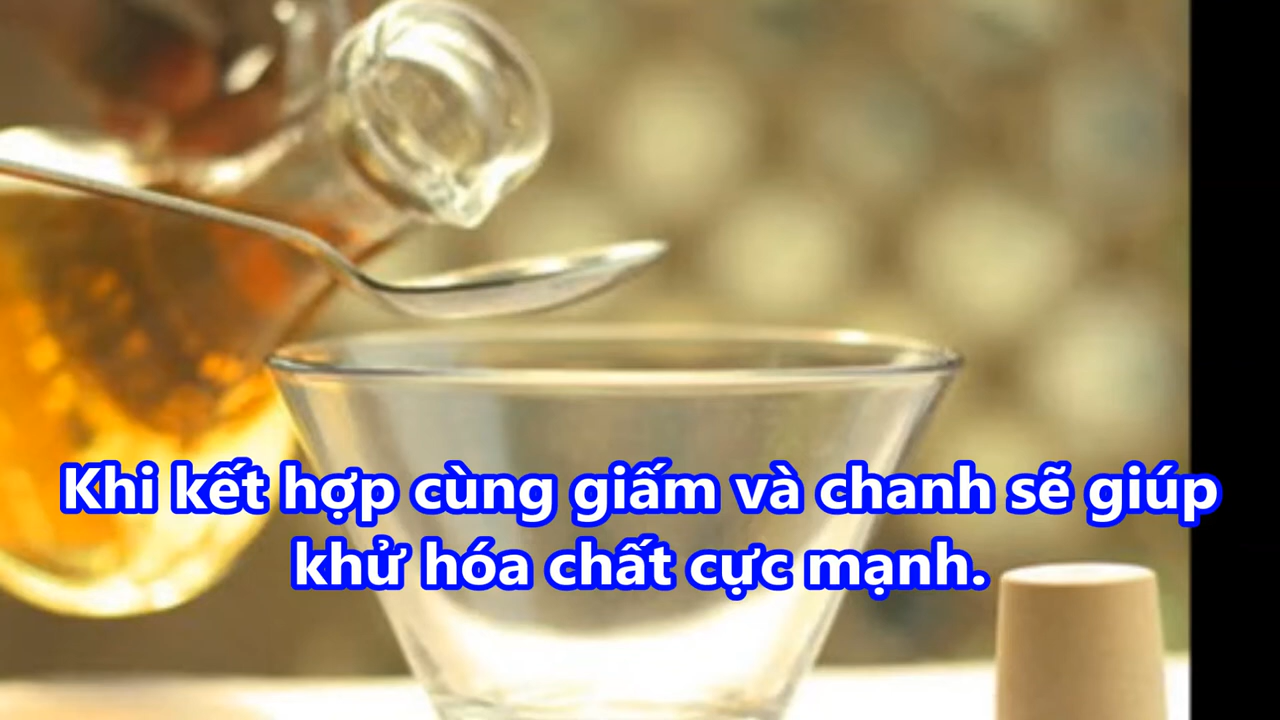 Khi kết hợp cùng giấm và chanh sẽ giúp
khử hóa chất cực mạnh.